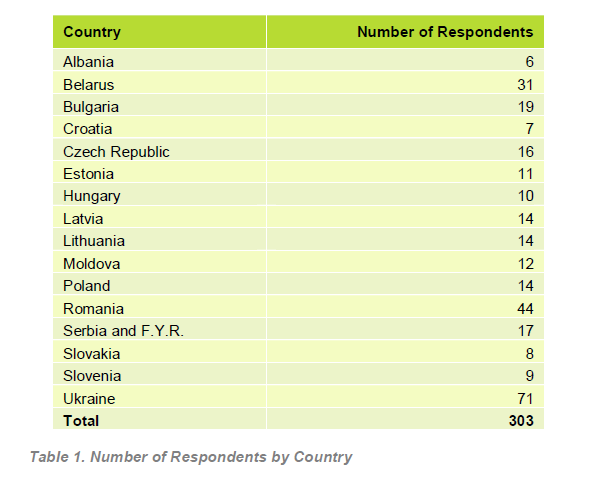 Country Number of Respondents
Albania 6
Belarus 31
Bulgaria 19
Croatia 7
Czech Republic 16
Estonia 11
Hungary 10
Latvia 14
Lithuania 14
Moldova 12
Poland 14
Romania 44
Serbia and F.Y.R. 17
Slovakia 8
Slovenia 9
Ukraine 71
Total 303
Table 1. Number of Respondents by Country